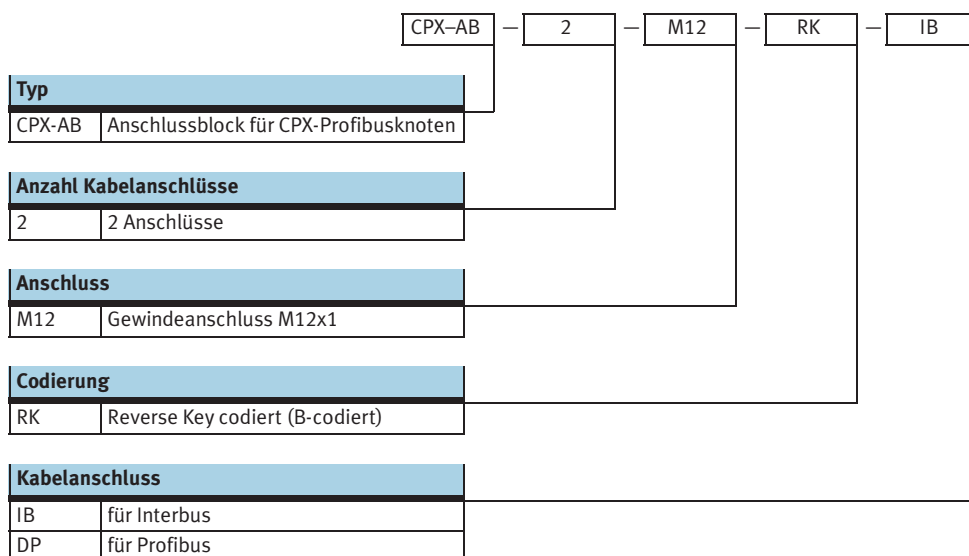 CPX–AB — 2 — M12 — RK — IB
Typ
CPX-AB Anschlussblock für CPX-Profibusknoten
Anzahl Kabelanschlüsse
2 2 Anschlüsse
Anschluss
M12 Gewindeanschluss M12x1
Codierung
RK Reverse Key codiert (B-codiert)
Kabelanschluss
IB für Interbus
DP für Profibus